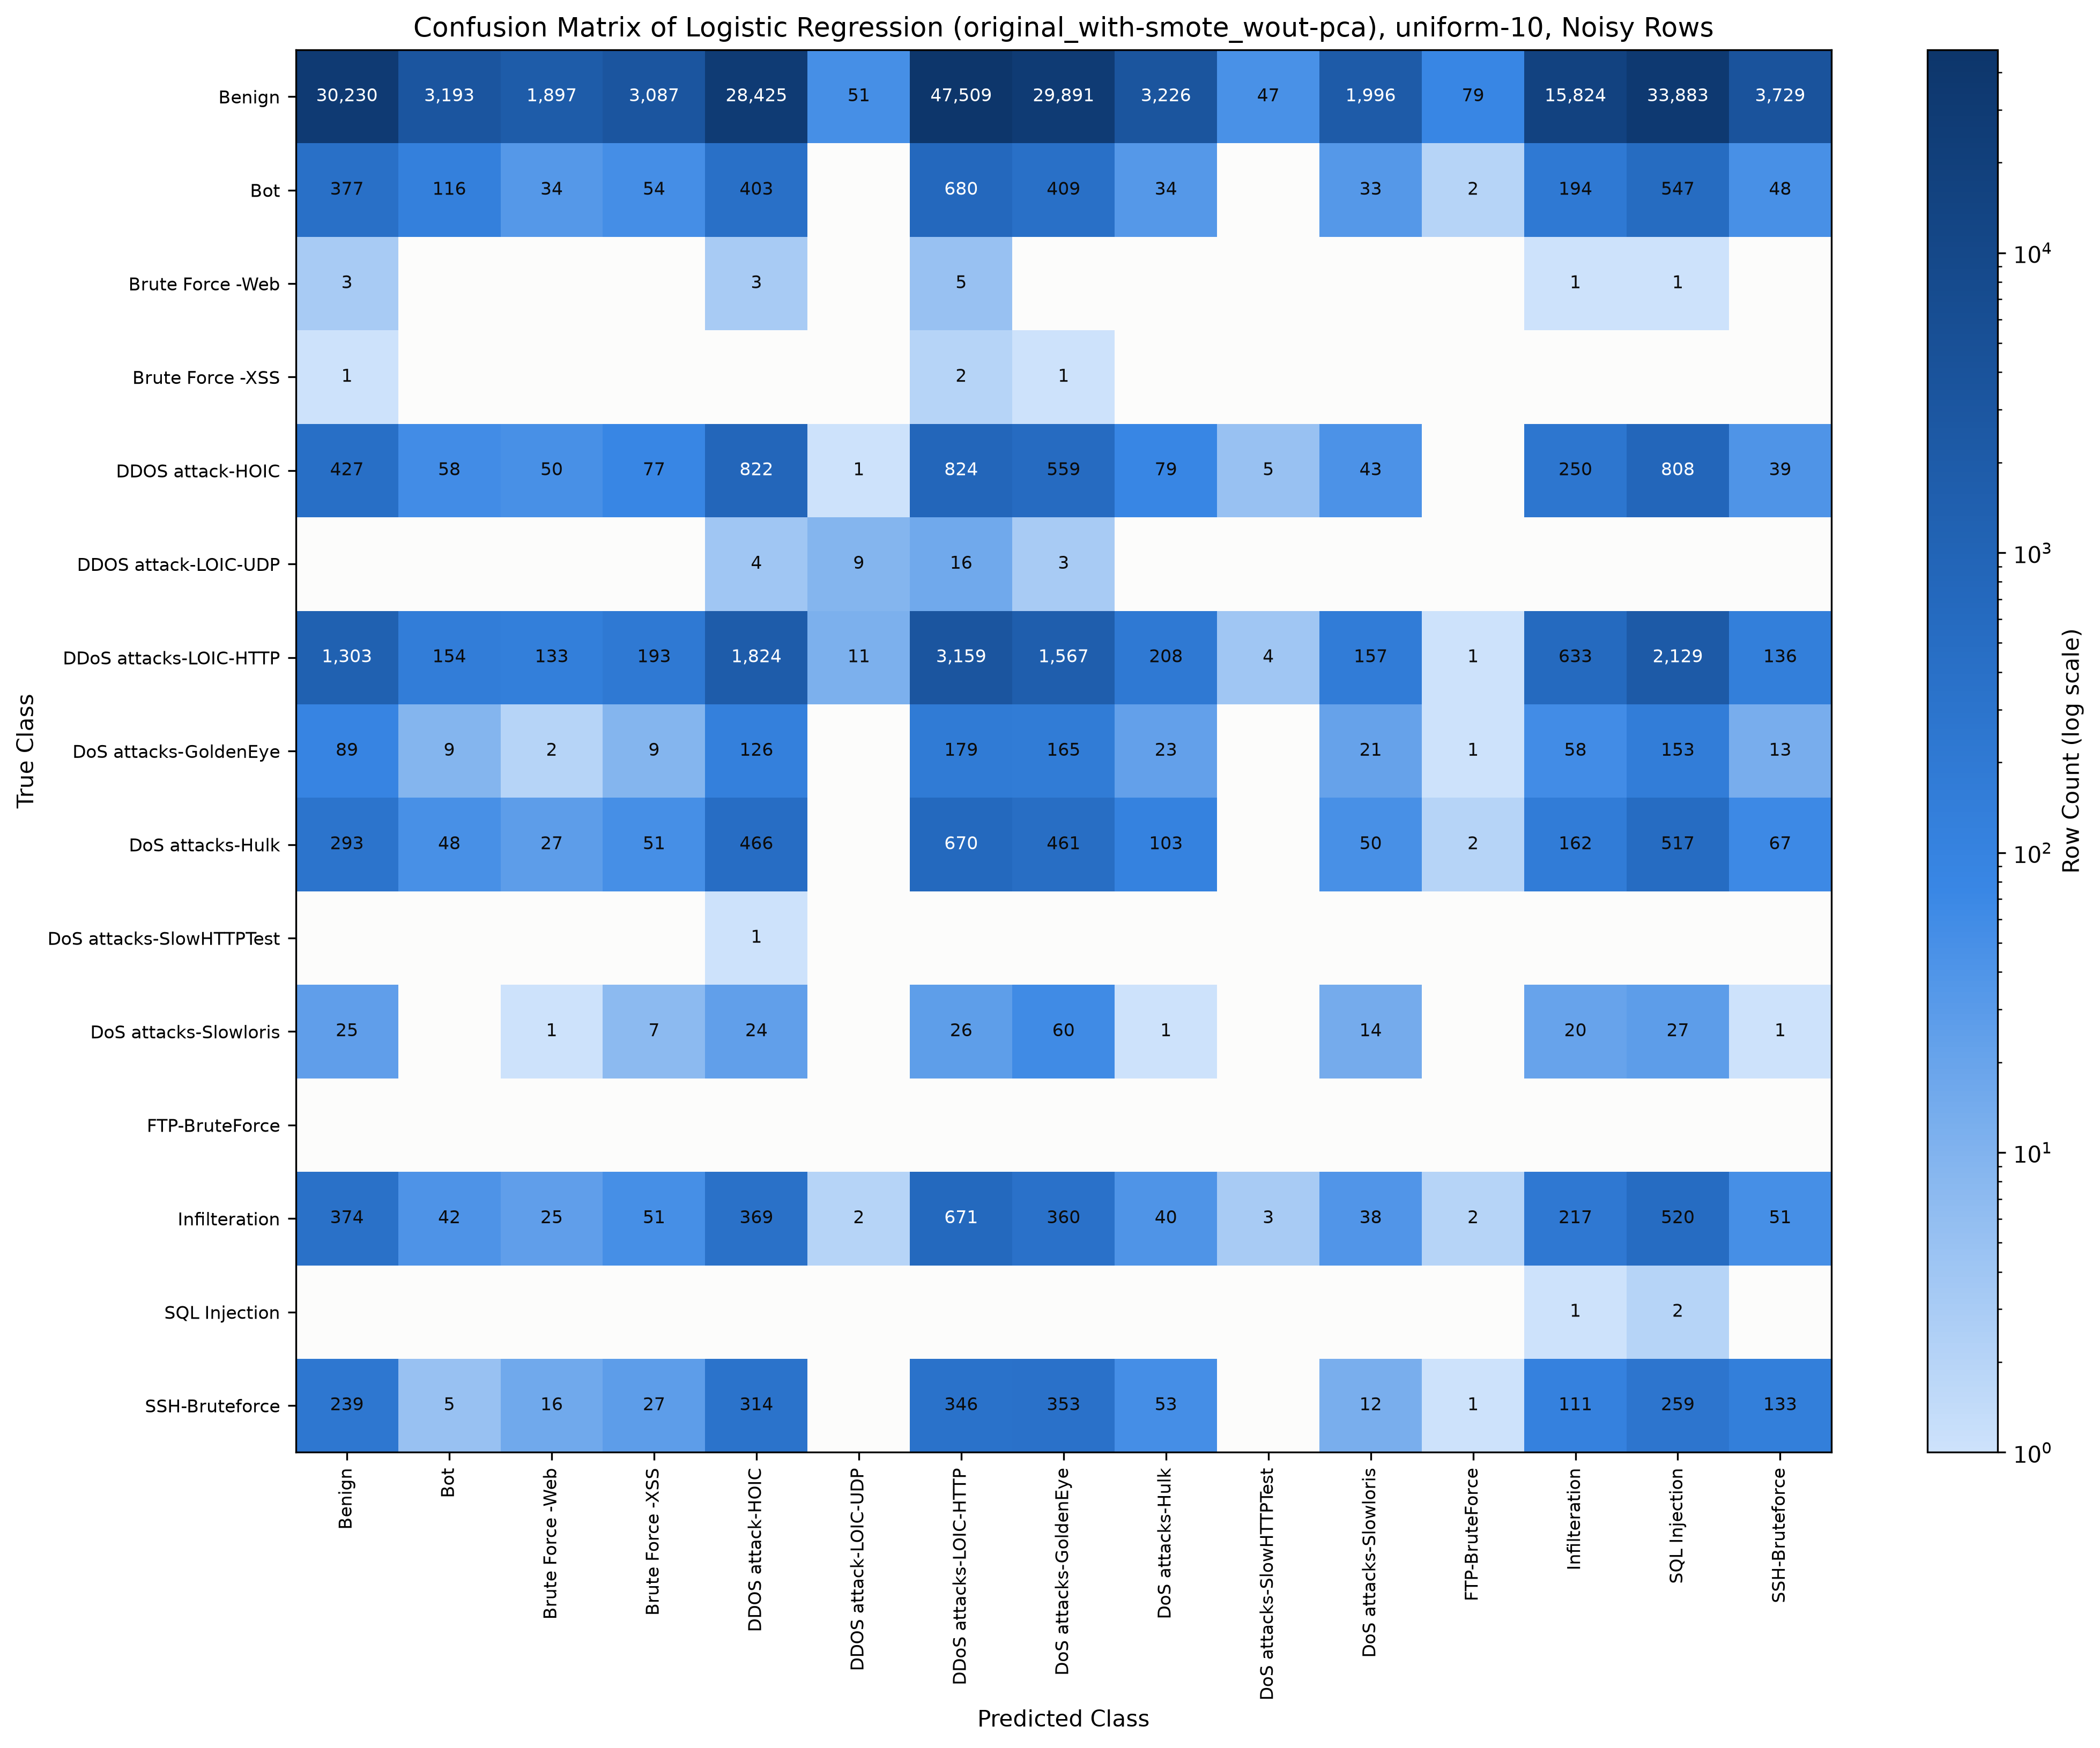 Confusion Matrix of Logistic Regression (original_with-smote_wout-pca), uniform-10, Noisy Rows
True Class
Benign 30,230 3,193 1,897 3,087 28,425 51 47,509 29,891 3,226 47 1,996 79 15,824 33,883 3,729
Bot 377 116 34 54 403 680 409 34 33 2 194 547 48
Brute Force -Web 3 3 5 1 1
Brute Force -XSS 1 2 1
DDOS attack-HOIC 427 58 50 77 822 1 824 559 79 5 43 250 808 39
DDOS attack-LOIC-UDP 4 9 16 3
DDoS attacks-LOIC-HTTP 1,303 154 133 193 1,824 11 3,159 1,567 208 4 157 1 633 2,129 136
DoS attacks-GoldenEye 89 9 2 9 126 179 165 23 21 1 58 153 13
DoS attacks-Hulk 293 48 27 51 466 670 461 103 50 2 162 517 67
DoS attacks-SlowHTTPTest 1
DoS attacks-Slowloris 25 1 7 24 26 60 1 14 20 27 1
FTP-BruteForce
Infilteration 374 42 25 51 369 2 671 360 40 3 38 2 217 520 51
SQL Injection 1 2
SSH-Bruteforce 239 5 16 27 314 346 353 53 12 1 111 259 133
Benign
Bot
Brute Force -Web
Brute Force -XSS
DDOS attack-HOIC
DDOS attack-LOIC-UDP
DDoS attacks-LOIC-HTTP
DoS attacks-GoldenEye
DoS attacks-Hulk
DoS attacks-SlowHTTPTest
DoS attacks-Slowloris
FTP-BruteForce
Infilteration
SQL Injection
SSH-Bruteforce
Predicted Class
10⁴
10³
10²
10¹
10⁰
Row Count (log scale)